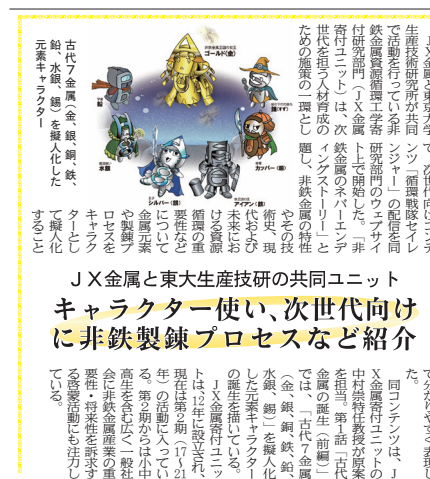 ＪＸ金属と東大生産技研の共同ユニット
キャラクター使い、次世代向け
に非鉄製錬プロセスなど紹介
ＪＸ金属と東京大学
生産技術研究所が共同
で活動を行っている非
鉄金属資源循環工学寄
付研究部門（ＪＸ金属
寄付ユニット）は、次
世代を担う人材育成の
ための施策の一環とし
て、次世代向けコンテ
ンツ「循環戦隊セイレ
ンジャー」の配信を同
研究部門のウェブサイ
ト上で開始した。「非
鉄金属のネバーエンデ
ィングストーリー」と
題し、非鉄金属の特性
やその技
術史、現
代および
未来にお
ける資源
循環の重
要性など
について
金属元素
や製錬プ
ロセスを
キャラク
ターとし
て擬人化
すること
で分かりやすく表現し
た。
同コンテンツは、Ｊ
Ｘ金属寄付ユニットの
中村崇特任教授が原案
を担当。第１話「古代
金属の誕生（前編）」
では、「古代７金属
（金、銀、銅、鉄、鉛、
水銀、錫）」を擬人化
した元素キャラクター
の誕生を描いている。
ＪＸ金属寄付ユニッ
トは、12年に設立され、
現在は第２期（17〜21
年）の活動に入ってい
る。第２期からは小中
高生を含む広く一般社
会に非鉄金属産業の重
要性・将来性を訴求す
る啓蒙活動にも注力し
ている。
ゴールド（金）
カッパー（銅）
アイアン（鉄）
シルバー（銀）
水銀
古代７金属（金、銀、銅、鉄、
鉛、水銀、錫）を擬人化した
元素キャラクター